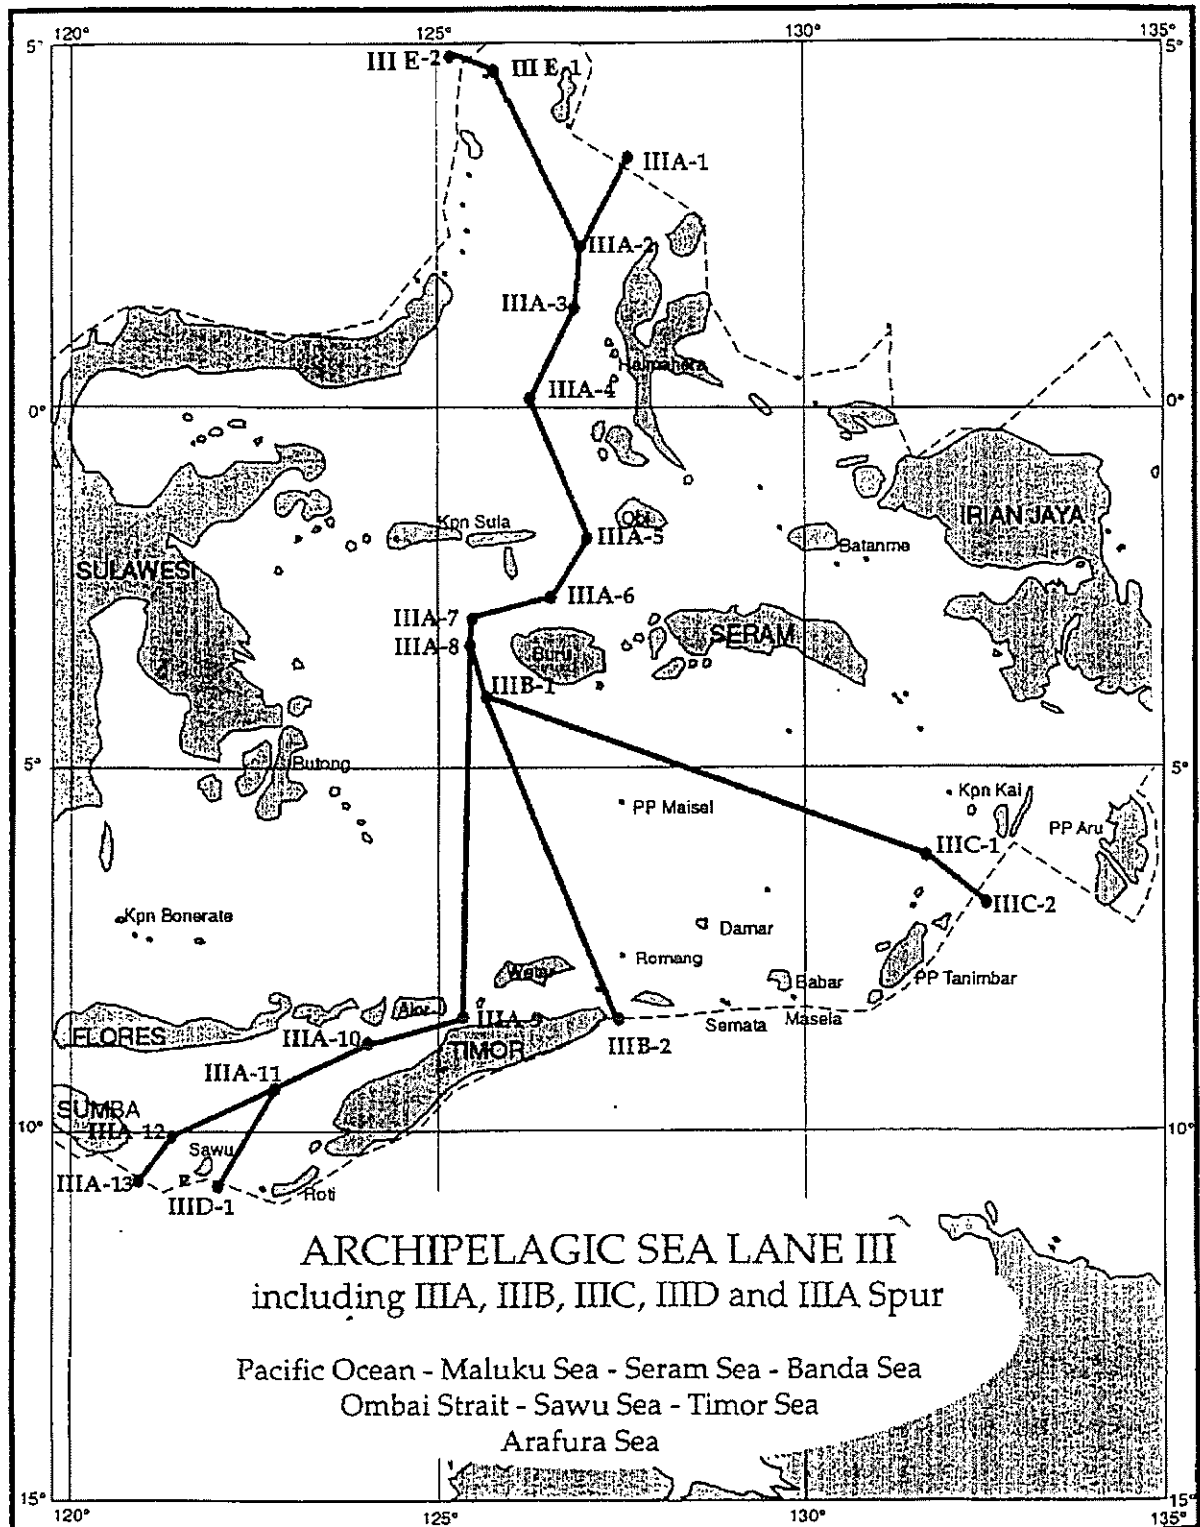 120°
125°
130°
135°
5°
5°
III E-2
III E-1
IIIA-1
IIIA-2
IIIA-3
Halmahera
IIIA-4
0°
0°
Kpn Sula
Obi
IIIA-5
IRIAN JAYA
Batanme
SULAWESI
IIIA-6
IIIA-7
SERAM
IIIA-8
Buru
IIIB-1
5°
Butong
5°
Kpn Kai
PP Maisel
PP Aru
IIIC-1
IIIC-2
Kpn Bonerate
Damar
Romang
Wetar
Babar
PP Tanimbar
Alor
IIIA-9
Semata
Masela
FLORES
IIIA-10
TIMOR
IIIB-2
IIIA-11
SUMBA
IIIA-12
10°
10°
Sawu
IIIA-13
IIID-1
Roti
ARCHIPELAGIC SEA LANE III
including IIIA, IIIB, IIIC, IIID and IIIA Spur
Pacific Ocean - Maluku Sea - Seram Sea - Banda Sea
Ombai Strait - Sawu Sea - Timor Sea
Arafura Sea
15°
15°
120°
125°
130°
135°